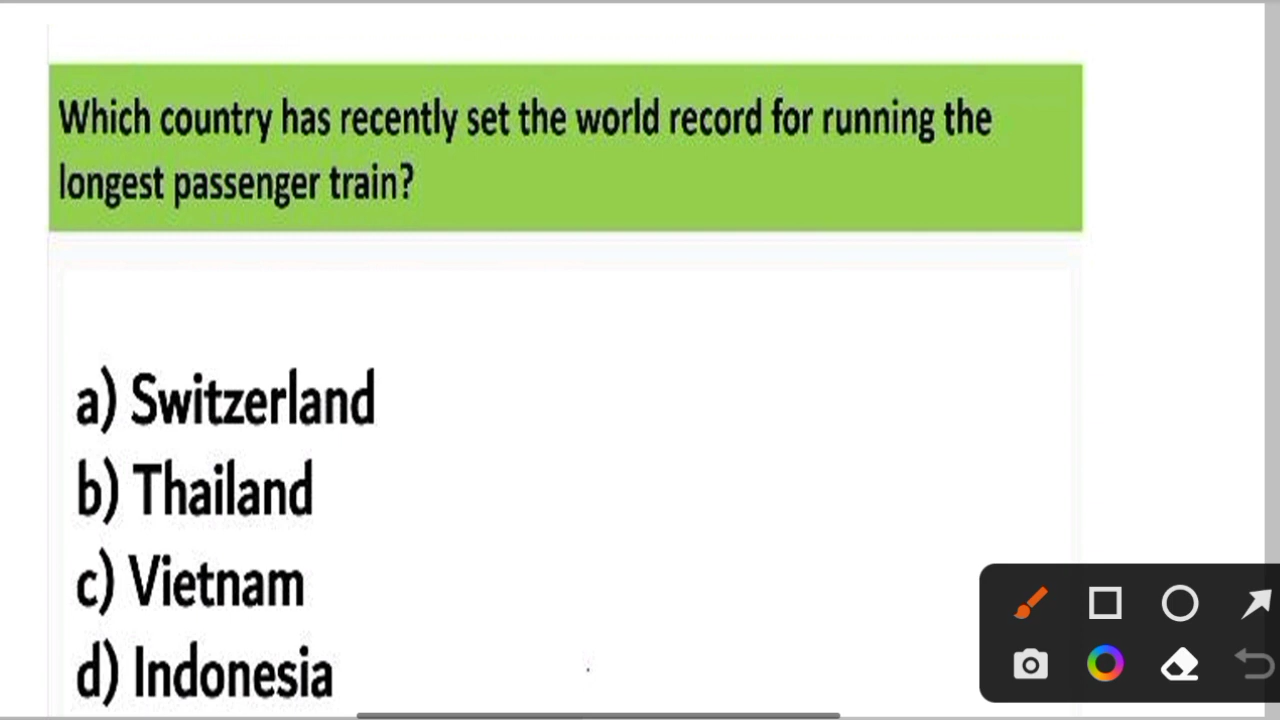 Which country has recently set the world record for running the
longest passenger train?
a) Switzerland
b) Thailand
c) Vietnam
d) Indonesia